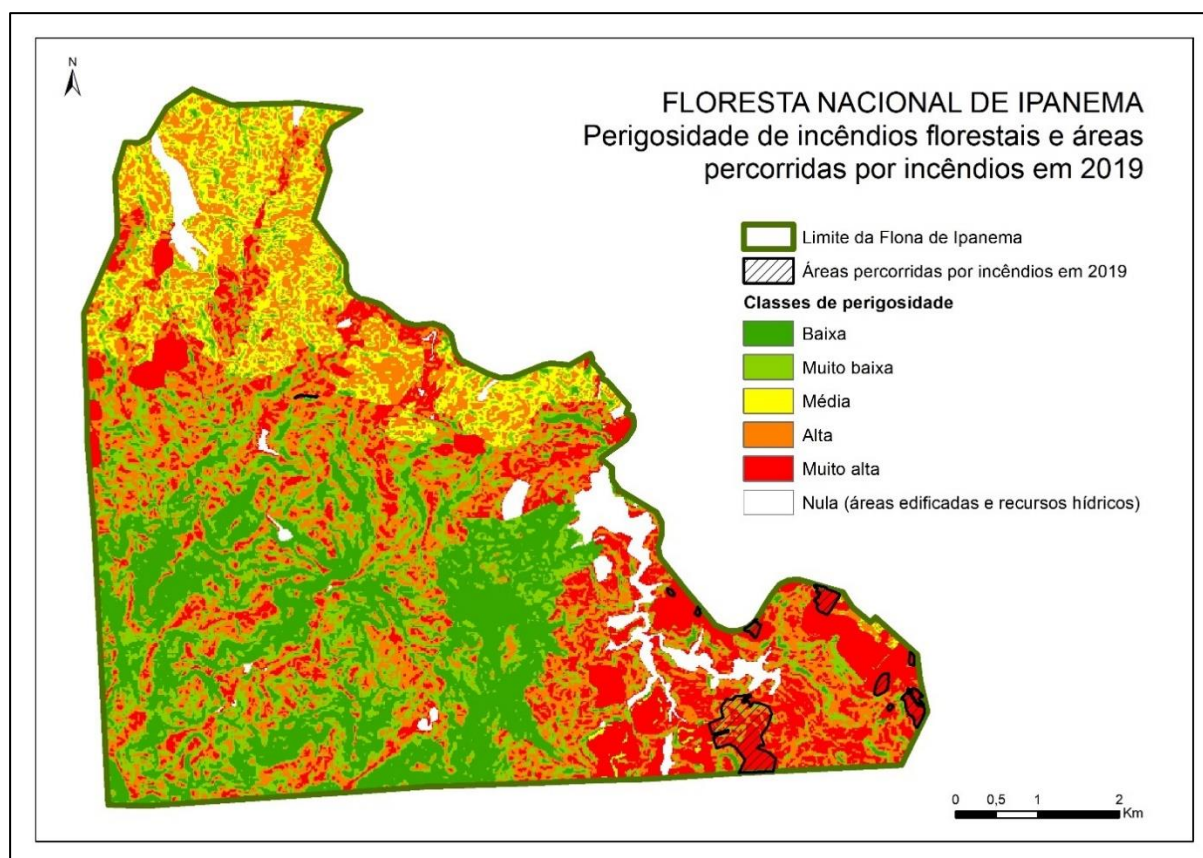 N
FLORESTA NACIONAL DE IPANEMA
Perigosidade de incêndios florestais e áreas
percorridas por incêndios em 2019
Limite da Flona de Ipanema
Áreas percorridas por incêndios em 2019
Classes de perigosidade
Baixa
Muito baixa
Média
Alta
Muito alta
Nula (áreas edificadas e recursos hídricos)
0 0,5 1 2
Km